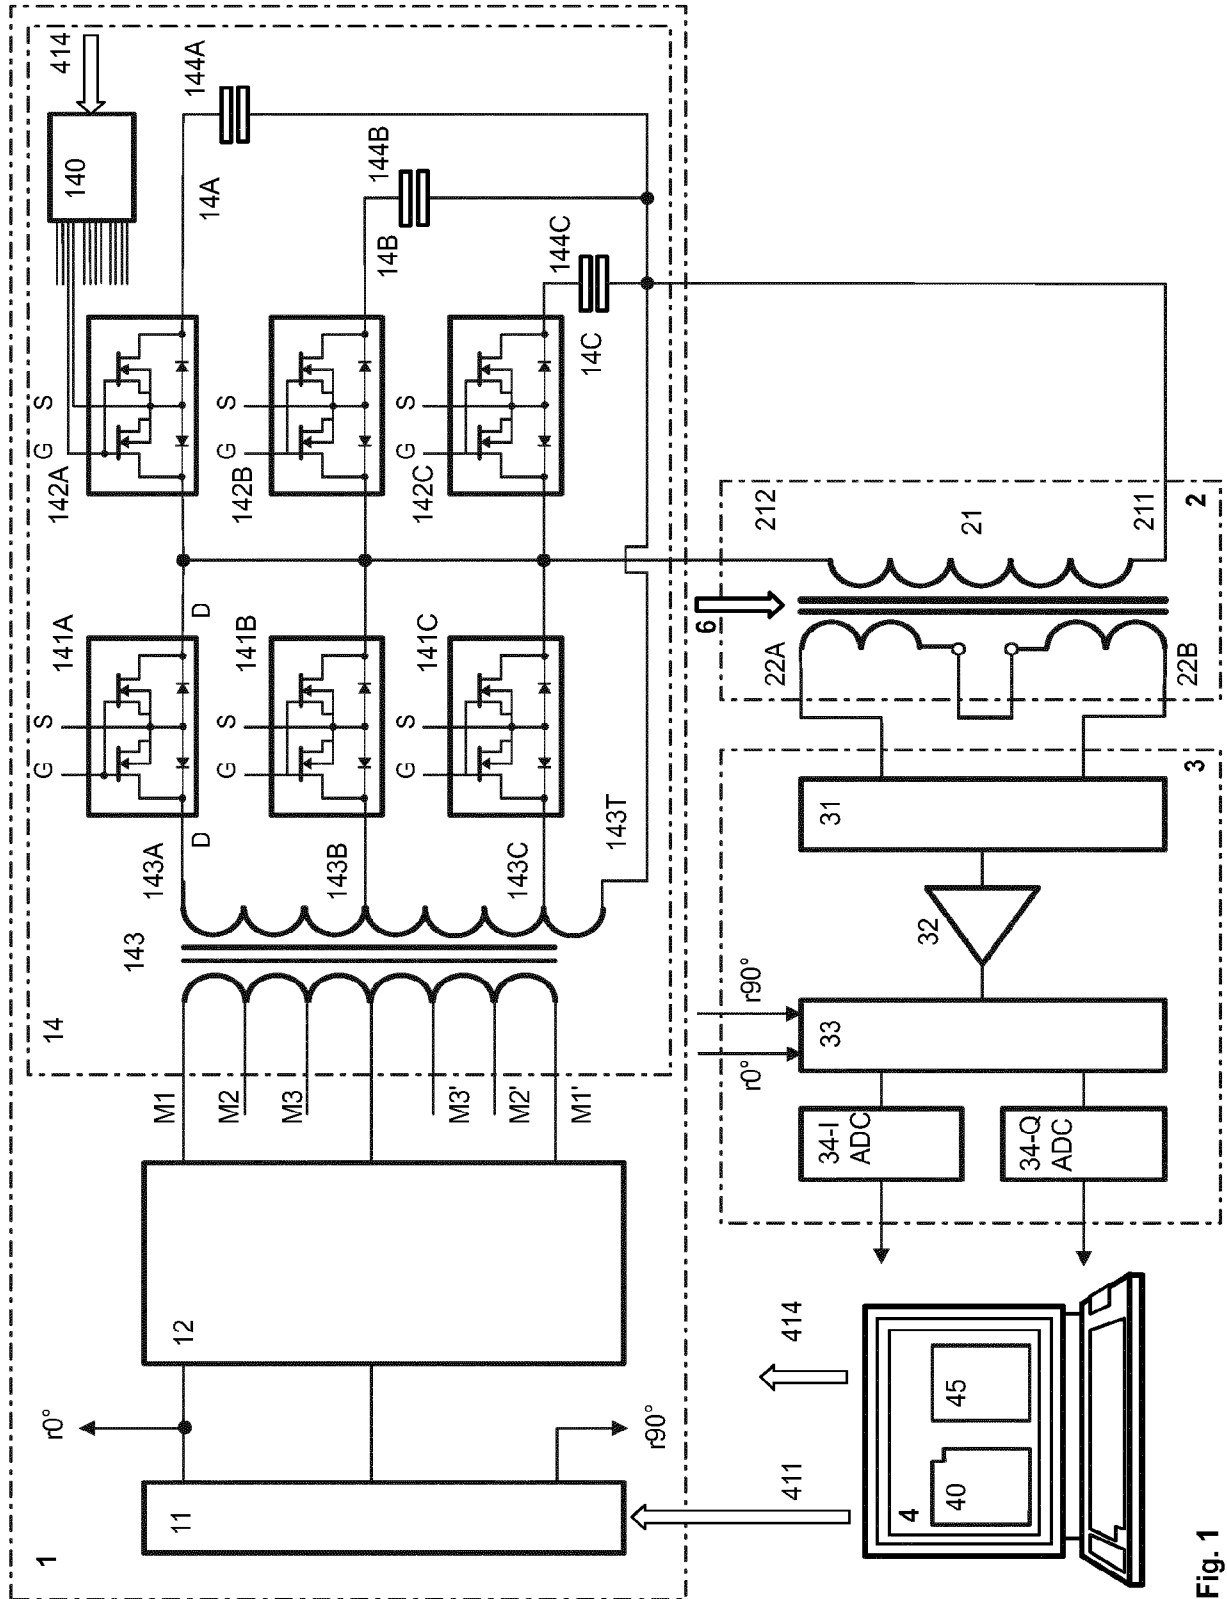 1
11
r0°
r90°
12
M1
M2
M3
M3'
M2'
M1'
14
143
143A
143B
143C
143T
D
D
G
S
141A
G
S
141B
G
S
141C
G
S
142A
G
S
142B
G
S
142C
140
414
14A
144A
14B
144B
14C
144C
411
414
4
40
45
34-I
ADC
34-Q
ADC
r0°
r90°
33
32
31
3
6
22A
22B
212
21
211
2
Fig. 1